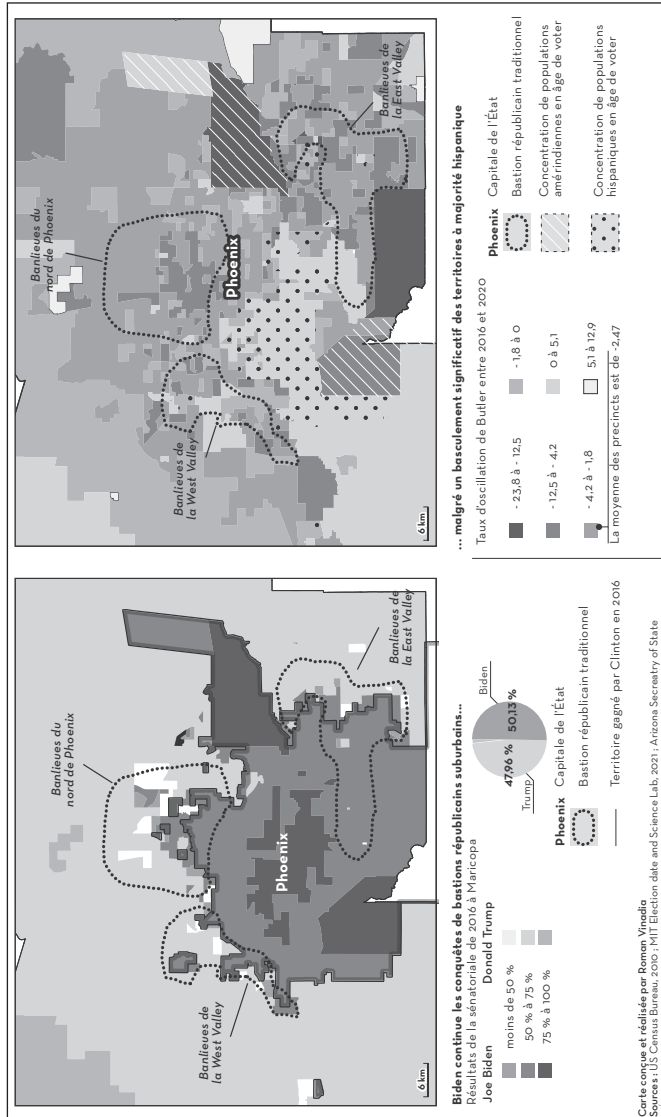 Banlieues de
la West Valley
Banlieues du
nord de Phoenix
Phoenix
Banlieues de
la East Valley
6 km
Biden continue les conquêtes de bastions républicains suburbains...
Résultats de la sénatoriale de 2016 à Maricopa
Joe Biden
Donald Trump
moins de 50 %
50 % à 75 %
75 % à 100 %
47,96 %
50,13 %
Trump
Biden
Phoenix
Capitale de l'État
Bastion républicain traditionnel
Territoire gagné par Clinton en 2016
Banlieues de
la West Valley
Banlieues du
nord de Phoenix
Phoenix
Banlieues de
la East Valley
6 km
... malgré un basculement significatif des territoires à majorité hispanique
Taux d'oscillation de Butler entre 2016 et 2020
- 23,8 à - 12,5
- 12,5 à - 4,2
- 4,2 à - 1,8
- 1,8 à 0
0 à 5,1
5,1 à 12,9
La moyenne des precincts est de -2,47
Phoenix
Capitale de l'État
Bastion républicain traditionnel
Concentration de populations
amérindiennes en âge de voter
Concentration de populations
hispaniques en âge de voter
Carte conçue et réalisée par Roman Vinadia
Sources : US Census Bureau, 2010 ; MIT Election date and Science Lab, 2021 ; Arizona Secreatry of State